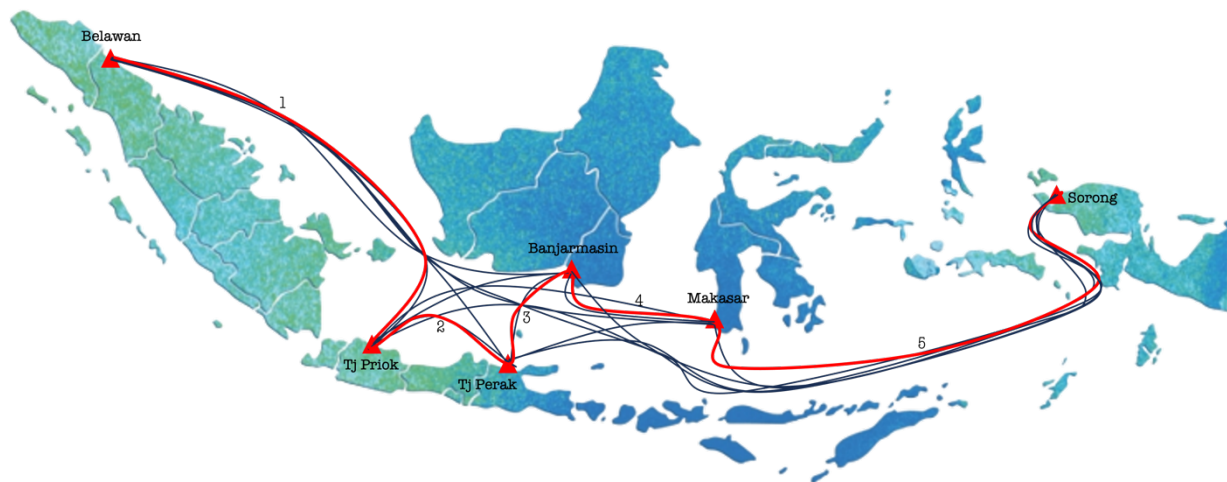 Belawan
1
Sorong
Banjarmasin
Makasar
4
3
2
5
Tj Priok
Tj Perak